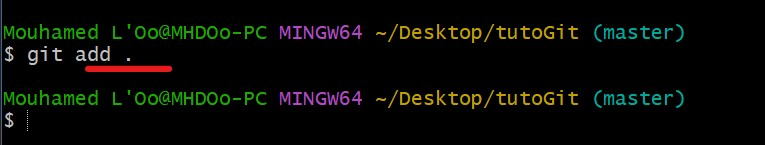 Mouhamed L'Oo@MHDOo-PC MINGW64 ~/Desktop/tutoGit (master)
$ git add .
Mouhamed L'Oo@MHDOo-PC MINGW64 ~/Desktop/tutoGit (master)
$